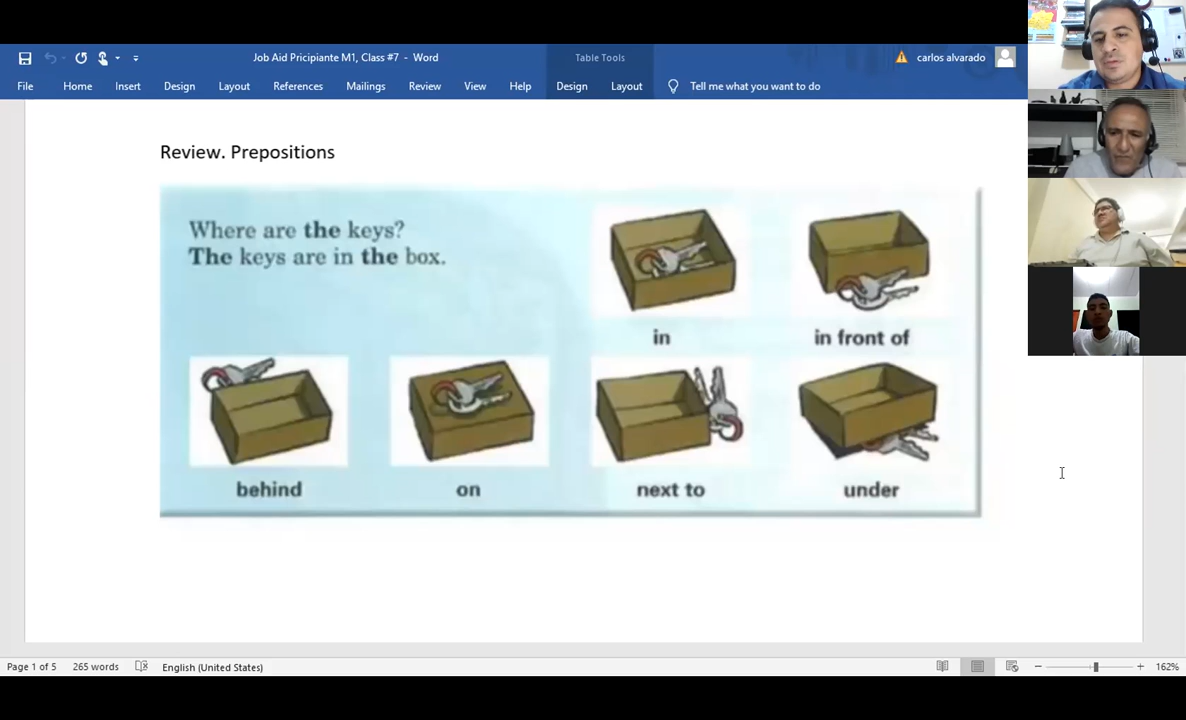 Job Aid Pricipiante M1, Class #7 - Word
Table Tools
carlos alvarado
File Home Insert Design Layout References Mailings Review View Help Design Layout Tell me what you want to do
Review. Prepositions
Where are the keys?
The keys are in the box.
in
in front of
behind
on
next to
under
Page 1 of 5 265 words English (United States) 162%